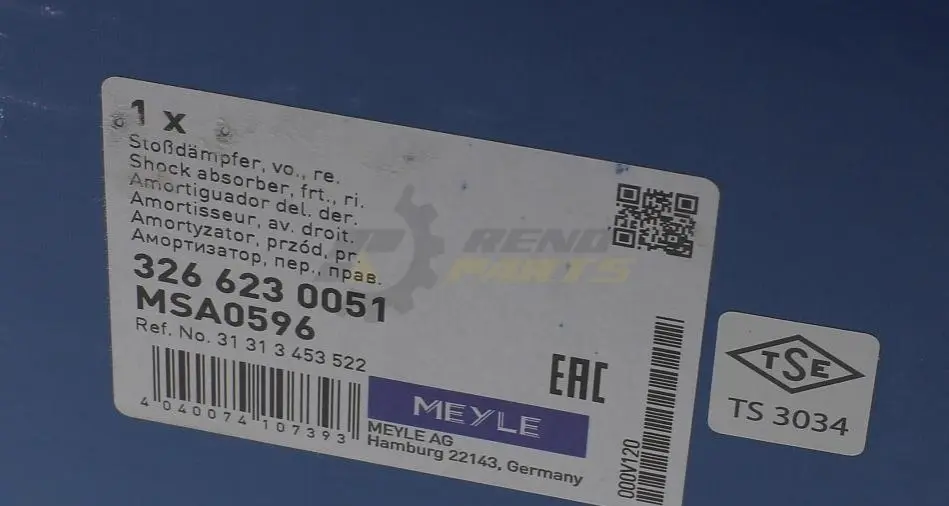 1 x
Stoßdämpfer, vo., re.
Shock absorber, frt., ri.
Amortiguador del. der.
Amortisseur, av. droit.
Amortyzator, przód, pr.
Амортизатор, пер., прав.
326 623 0051
MSA0596
Ref. No. 31 31 3 453 522
4 040074 107393
MEYLE
MEYLE AG
Hamburg 22143, Germany
EAC
000V120
TSE
TS 3034
REND
PARTS